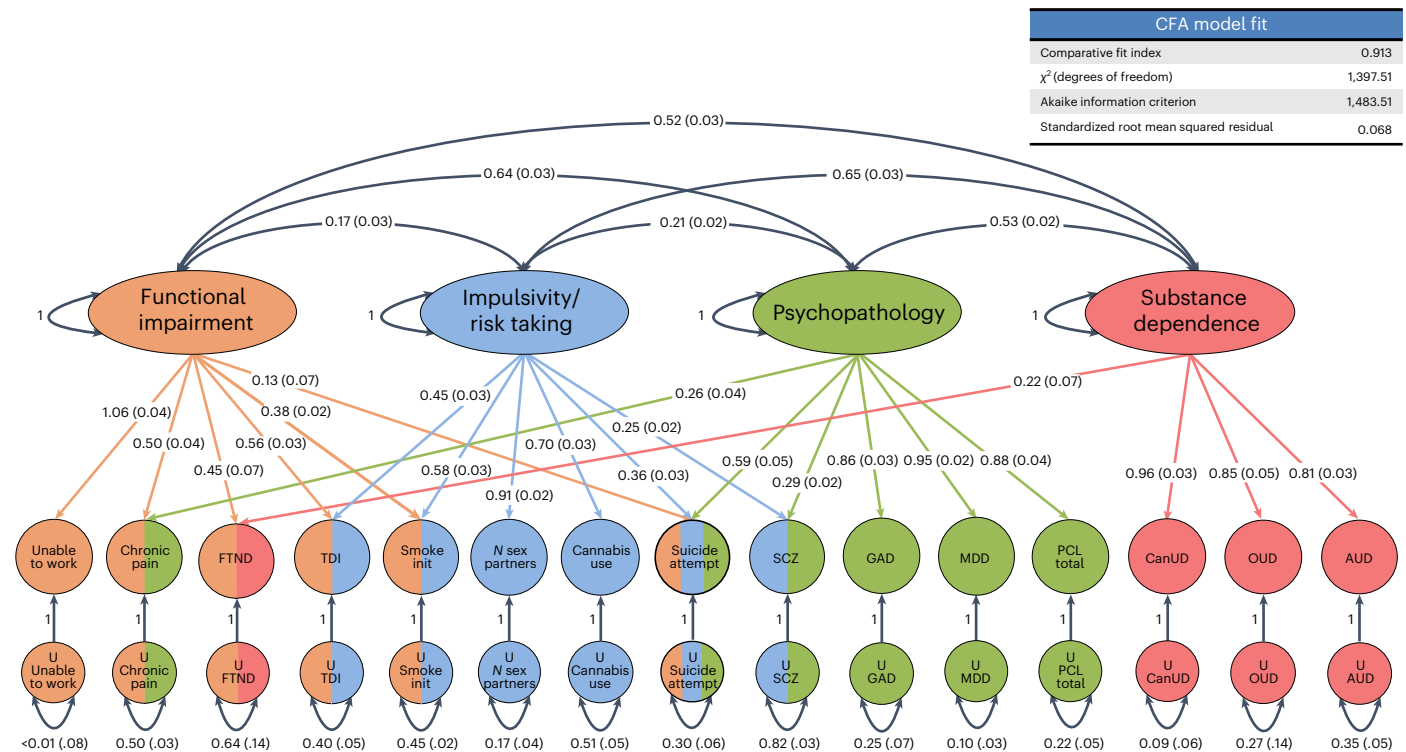 CFA model fit
Comparative fit index 0.913
χ² (degrees of freedom) 1,397.51
Akaike information criterion 1,483.51
Standardized root mean squared residual 0.068
0.52 (0.03)
0.64 (0.03) 0.65 (0.03)
0.17 (0.03) 0.21 (0.02) 0.53 (0.02)
Functional
impairment
Impulsivity/
risk taking
Psychopathology
Substance
dependence
1 1 1 1
0.13 (0.07) 0.45 (0.03) 0.26 (0.04) 0.22 (0.07)
1.06 (0.04) 0.38 (0.02) 0.25 (0.02)
0.50 (0.04) 0.56 (0.03) 0.70 (0.03)
0.45 (0.07) 0.58 (0.03) 0.36 (0.03) 0.59 (0.05) 0.86 (0.03) 0.95 (0.02) 0.88 (0.04) 0.96 (0.03) 0.85 (0.05) 0.81 (0.03)
0.91 (0.02) 0.29 (0.02)
Unable
to work
Chronic
pain
FTND
TDI
Smoke
init
N sex
partners
Cannabis
use
Suicide
attempt
SCZ
GAD
MDD
PCL
total
CanUD
OUD
AUD
1 1 1 1 1 1 1 1 1 1 1 1 1 1 1
U
Unable
to work
U
Chronic
pain
U
FTND
U
TDI
U
Smoke
init
U
N sex
partners
U
Cannabis
use
U
Suicide
attempt
U
SCZ
U
GAD
U
MDD
U
PCL
total
U
CanUD
U
OUD
U
AUD
<0.01 (.08) 0.50 (.03) 0.64 (.14) 0.40 (.05) 0.45 (.02) 0.17 (.04) 0.51 (.05) 0.30 (.06) 0.82 (.03) 0.25 (.07) 0.10 (.03) 0.22 (.05) 0.09 (.06) 0.27 (.14) 0.35 (.05)